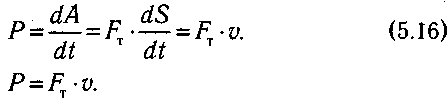 P = dA/dt = Fт · dS/dt = Fт · v. (5.16)
P = Fт · v.